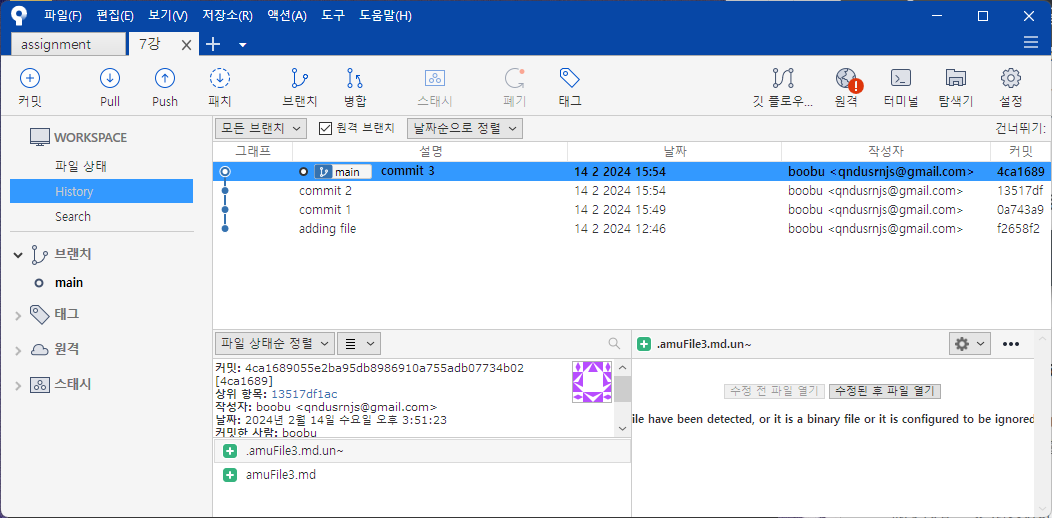 파일(F) 편집(E) 보기(V) 저장소(R) 액션(A) 도구 도움말(H)
assignment 7강
커밋 Pull Push 패치 브랜치 병합 스태시 폐기 태그 깃 플로우... 원격 터미널 탐색기 설정
WORKSPACE
파일 상태
History
Search
브랜치
main
태그
원격
스태시
모든 브랜치 원격 브랜치 날짜순으로 정렬 건너뛰기:
그래프 설명 날짜 작성자 커밋
main commit 3 14 2 2024 15:54 boobu <qndusrnjs@gmail.com> 4ca1689
commit 2 14 2 2024 15:54 boobu <qndusrnjs@gmail.com> 13517df
commit 1 14 2 2024 15:49 boobu <qndusrnjs@gmail.com> 0a743a9
adding file 14 2 2024 12:46 boobu <qndusrnjs@gmail.com> f2658f2
파일 상태순 정렬
커밋: 4ca1689055e2ba95db8986910a755adb07734b02
[4ca1689]
상위 항목: 13517df1ac
작성자: boobu <qndusrnjs@gmail.com>
날짜: 2024년 2월 14일 수요일 오후 3:51:23
커밋한 사람: boobu
.amuFile3.md.un~
amuFile3.md
.amuFile3.md.un~
수정 전 파일 열기 수정된 후 파일 열기
ile have been detected, or it is a binary file or it is configured to be ignored